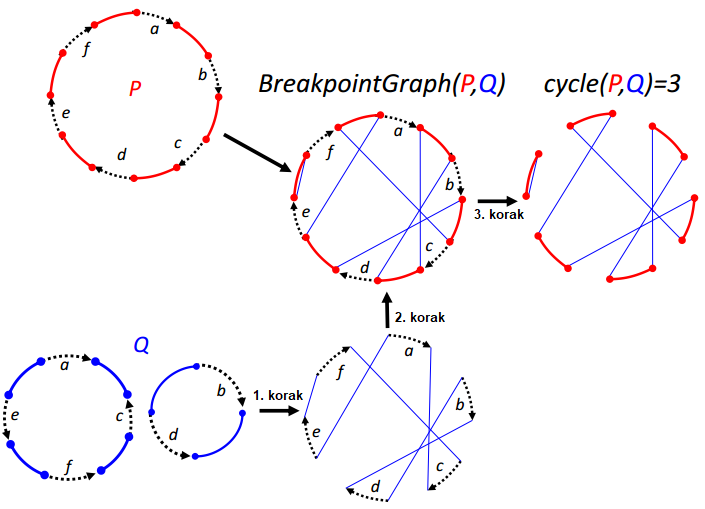 P
a
b
c
d
e
f
BreakpointGraph(P,Q)
a
b
c
d
e
f
cycle(P,Q)=3
3. korak
2. korak
Q
a
c
f
e
b
d
1. korak
a
b
c
d
e
f